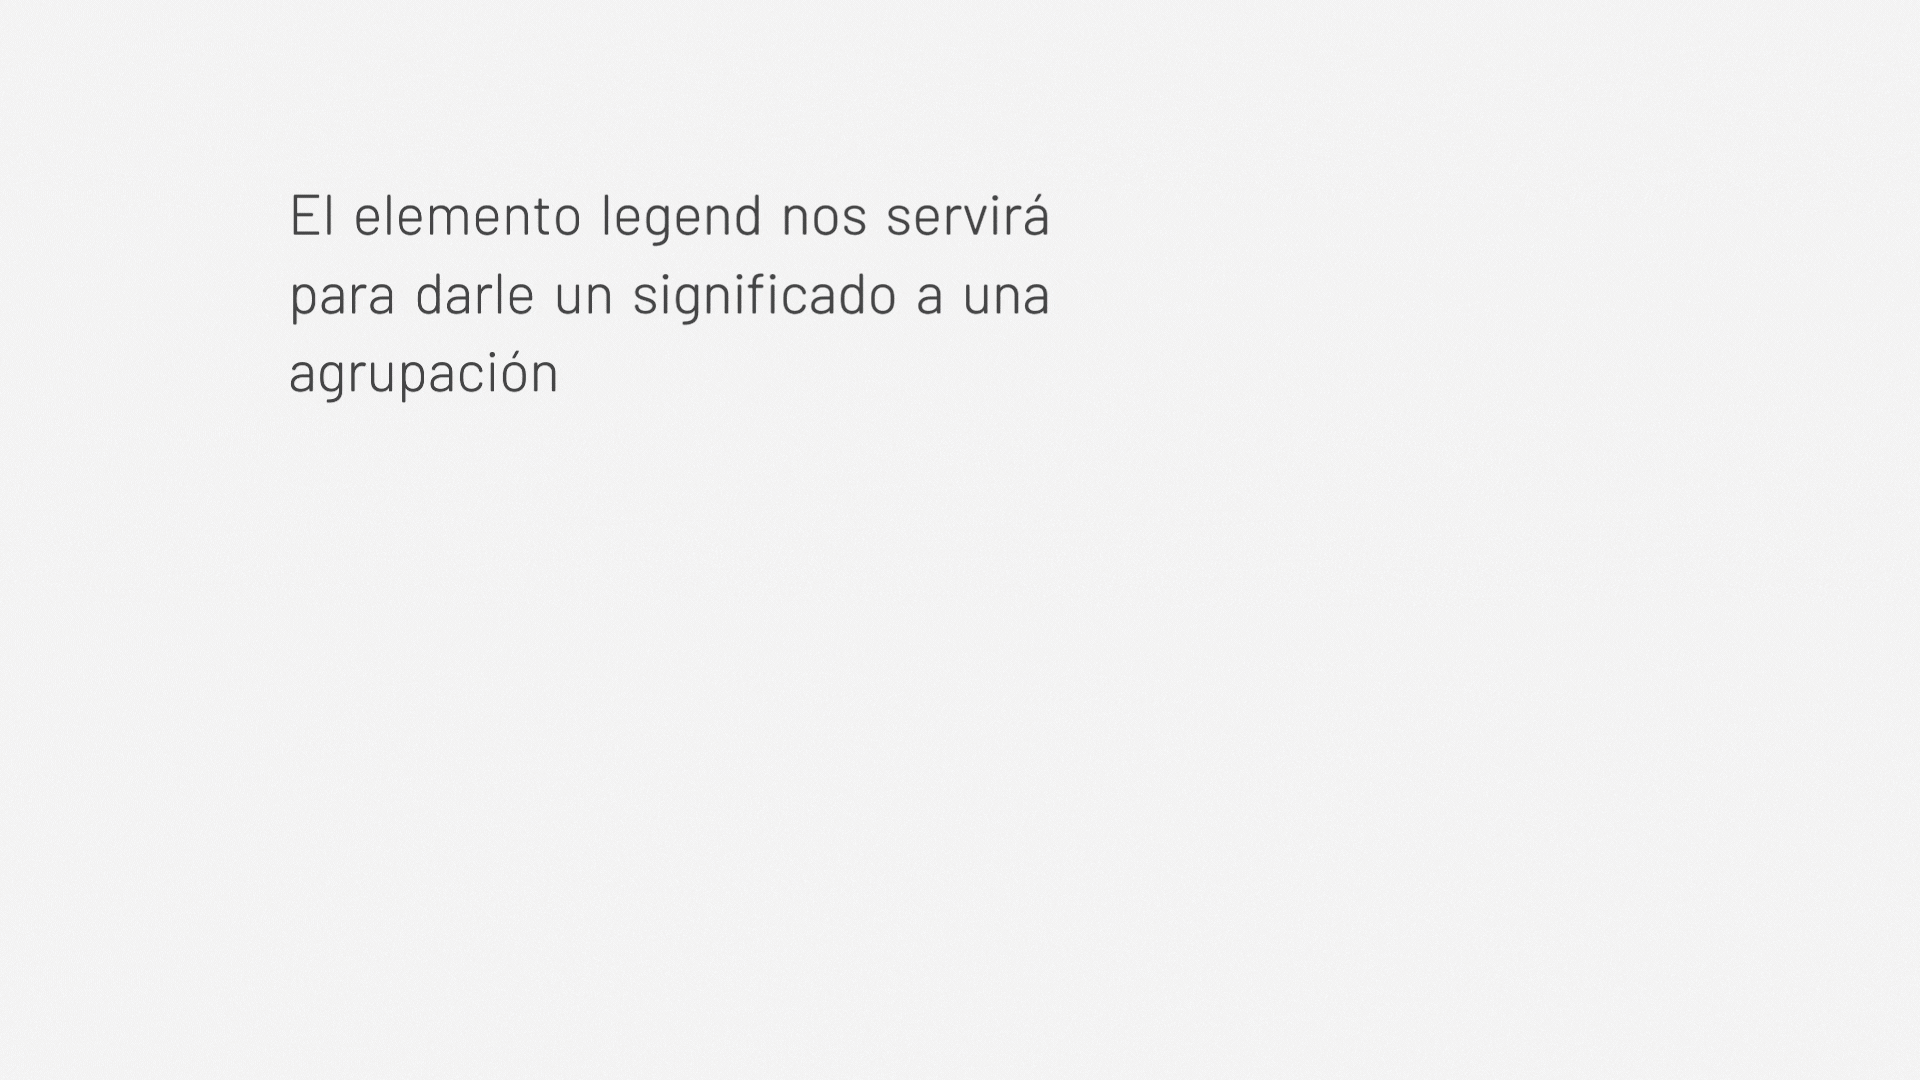 El elemento legend nos servirá
para darle un significado a una
agrupación